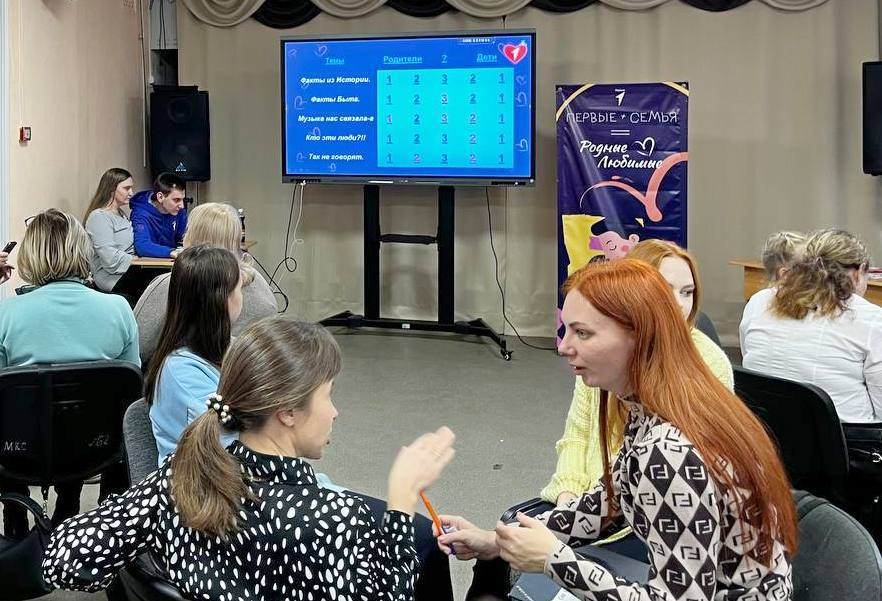 Темы Родители ? Дети
Факты из Истории. 1 2 3 2 1
Факты Быта. 1 2 3 2 1
Музыка нас связала-а 1 2 3 2 1
Кто эти люди?!! 1 2 3 2 1
Так не говорят. 1 2 3 2 1
ПЕРВЫЕ + СЕМЬЯ
=
Родные
Любимые
МКС